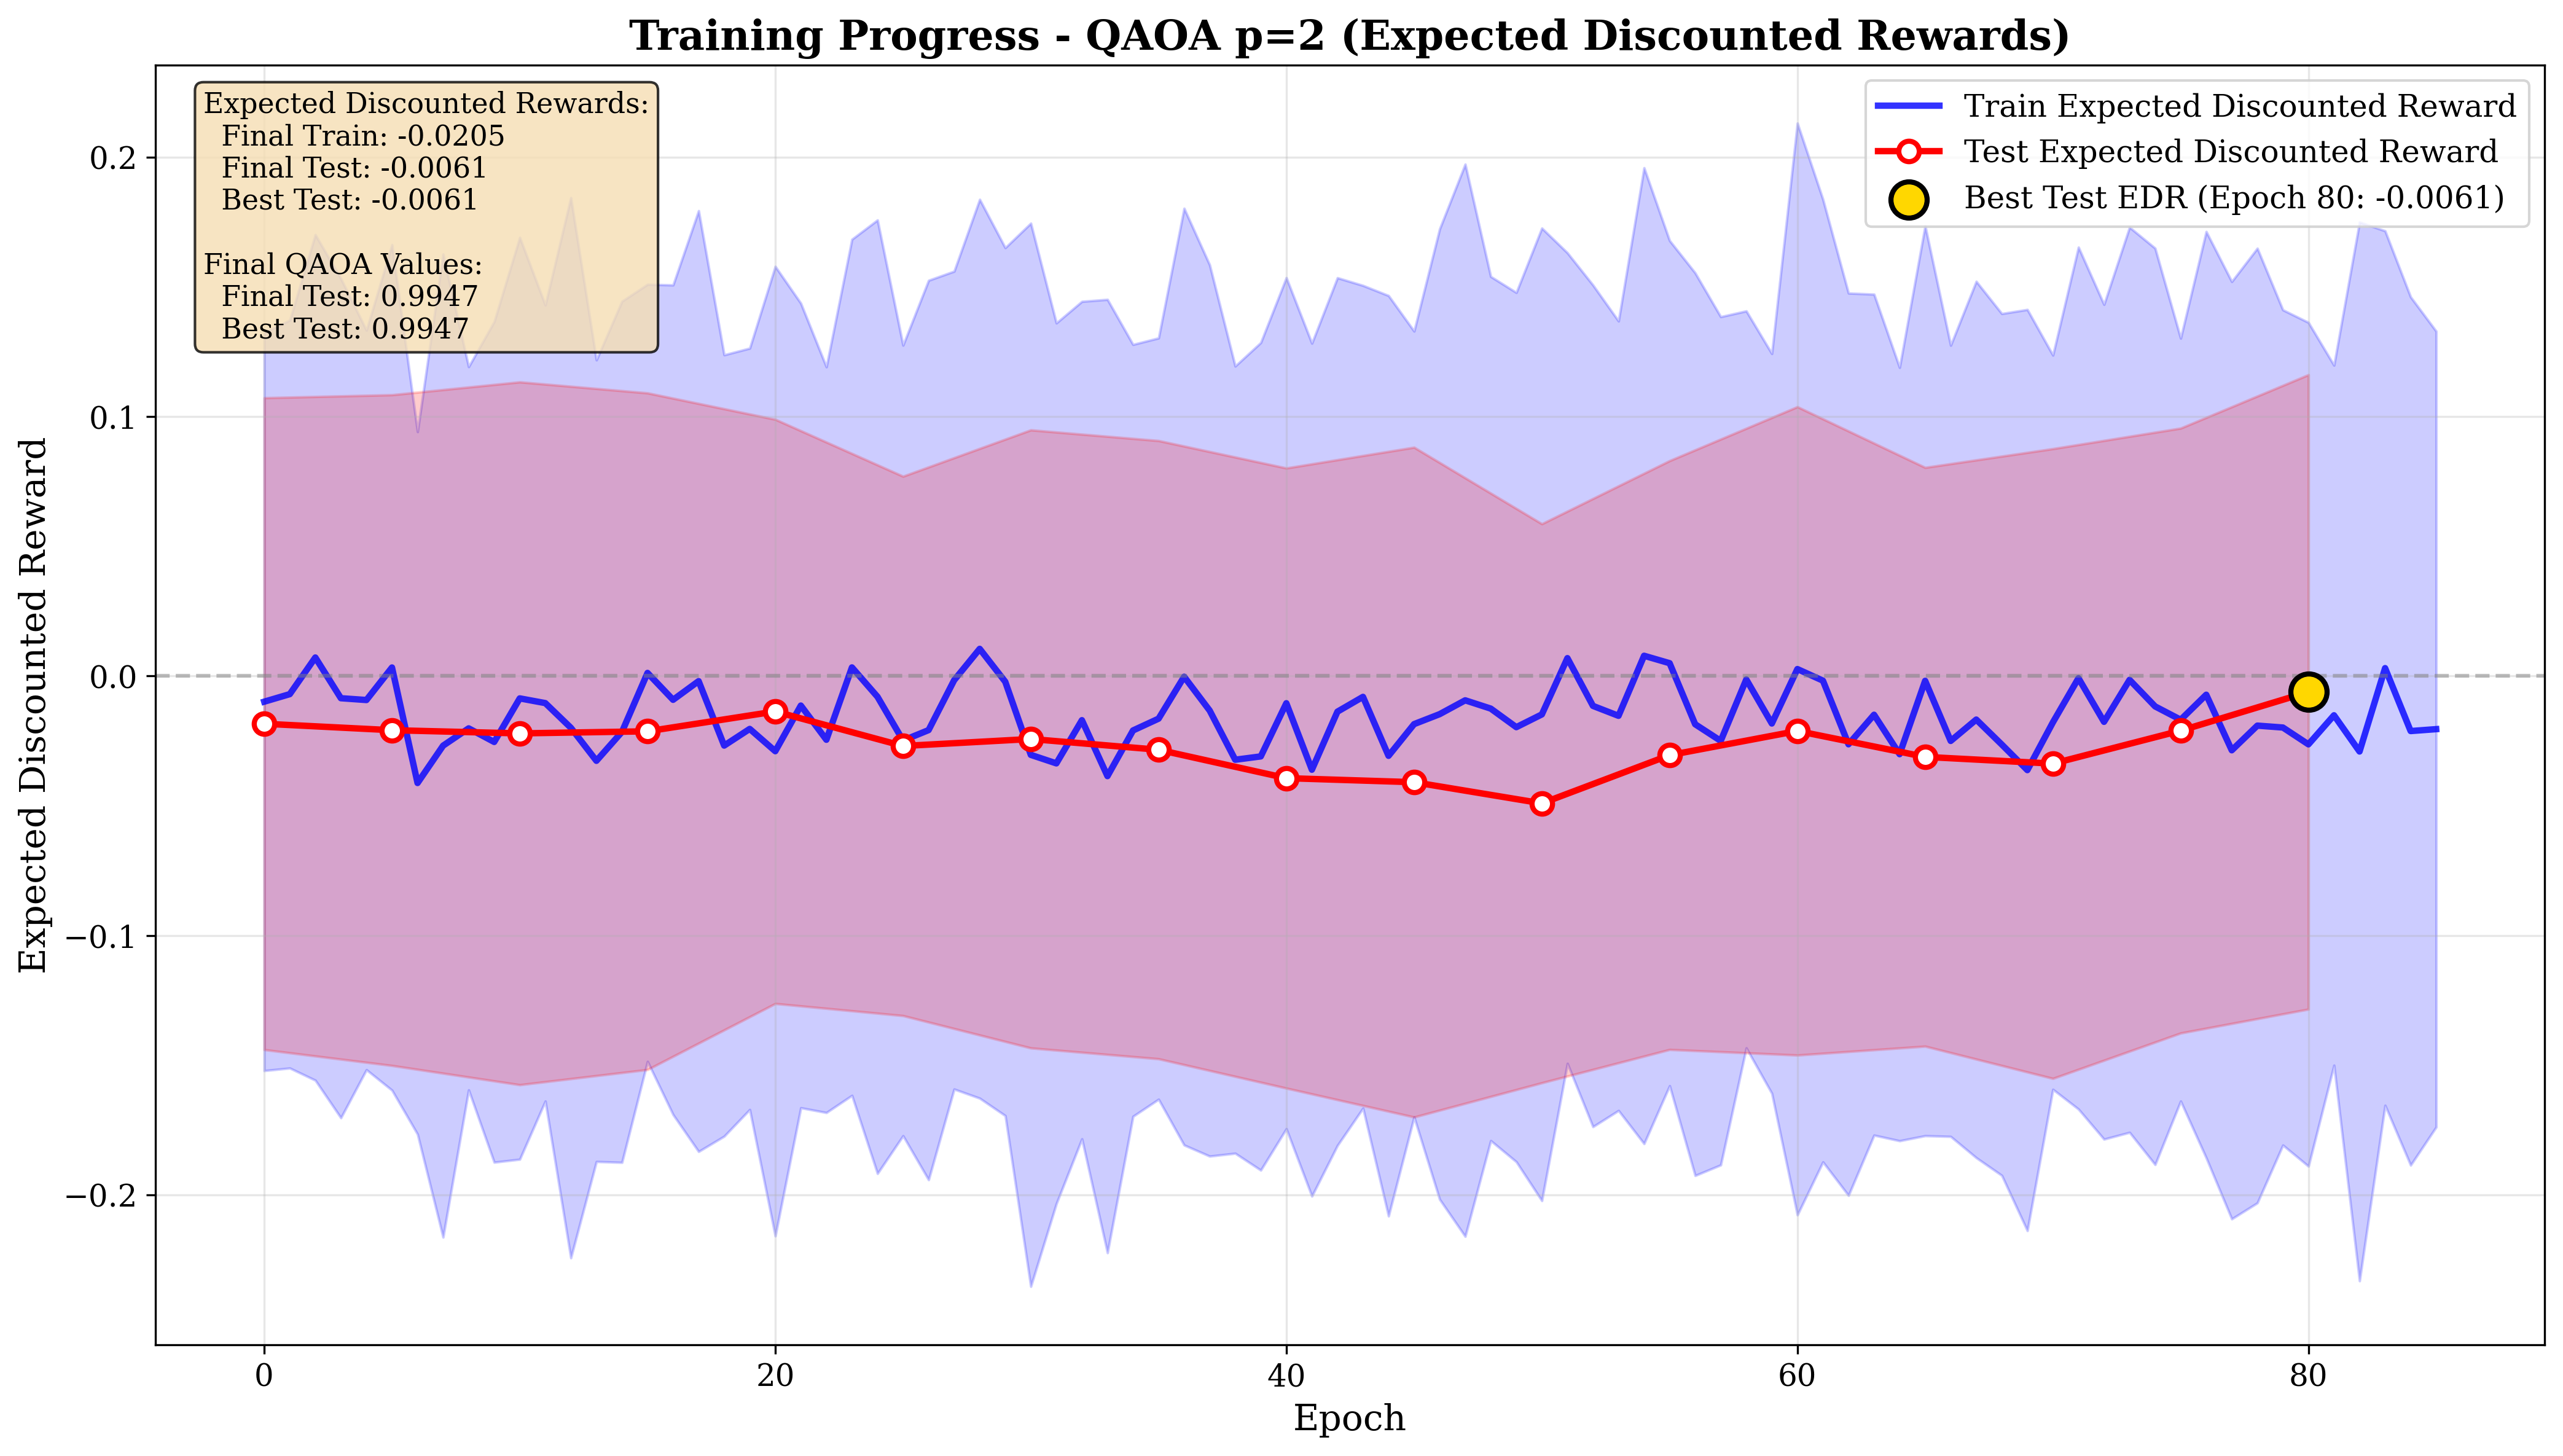 Training Progress - QAOA p=2 (Expected Discounted Rewards)
Expected Discounted Rewards:
Final Train: -0.0205
Final Test: -0.0061
Best Test: -0.0061
Final QAOA Values:
Final Test: 0.9947
Best Test: 0.9947
Train Expected Discounted Reward
Test Expected Discounted Reward
Best Test EDR (Epoch 80: -0.0061)
Expected Discounted Reward
0.2
0.1
0.0
−0.1
−0.2
0
20
40
60
80
Epoch